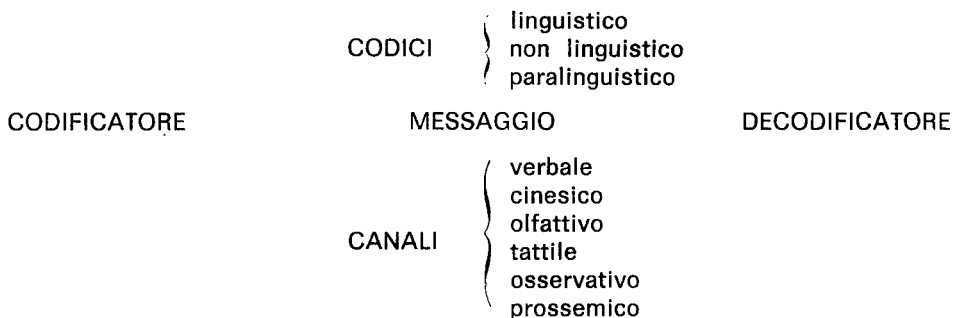 linguistico
CODICI non linguistico
paralinguistico
CODIFICATORE MESSAGGIO DECODIFICATORE
verbale
cinesico
olfattivo
CANALI
tattile
osservativo
prossemico